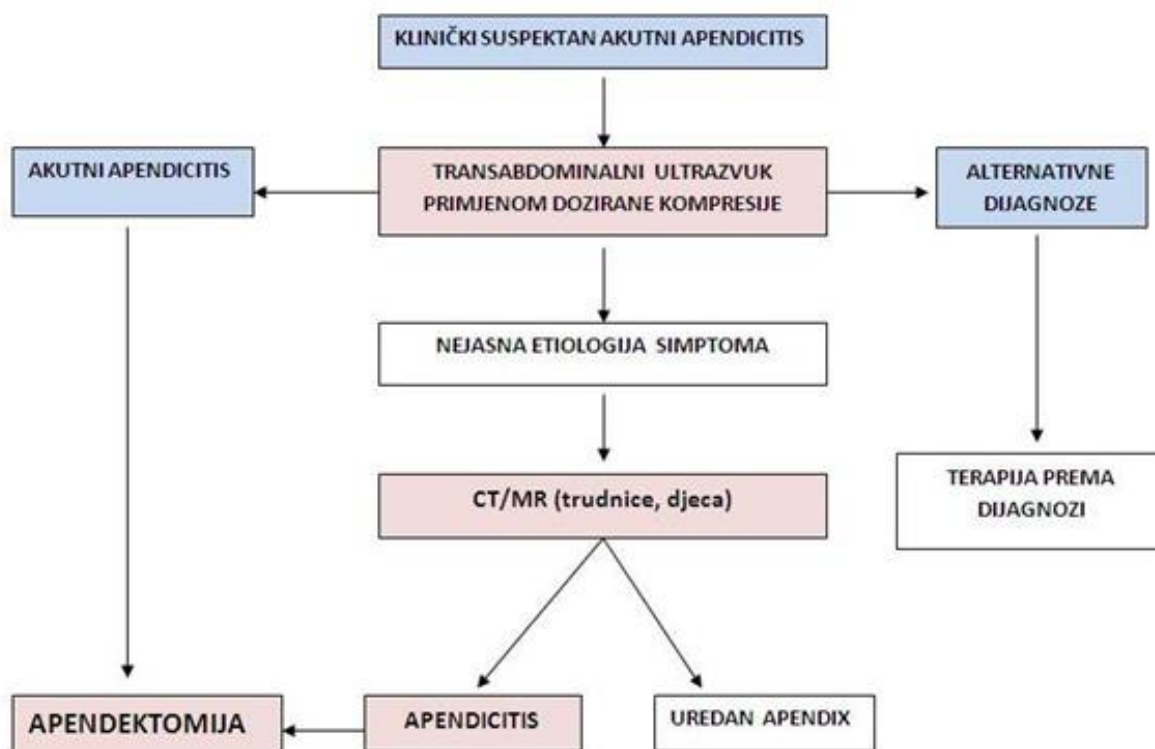 KLINIČKI SUSPEKTAN AKUTNI APENDICITIS
AKUTNI APENDICITIS
TRANSABDOMINALNI ULTRAZVUK
PRIMJENOM DOZIRANE KOMPRESIJE
ALTERNATIVNE
DIJAGNOZE
NEJASNA ETIOLOGIJA SIMPTOMA
CT/MR (trudnice, djeca)
TERAPIJA PREMA
DIJAGNOZI
APENDEKTOMIJA
APENDICITIS
UREDAN APENDIX